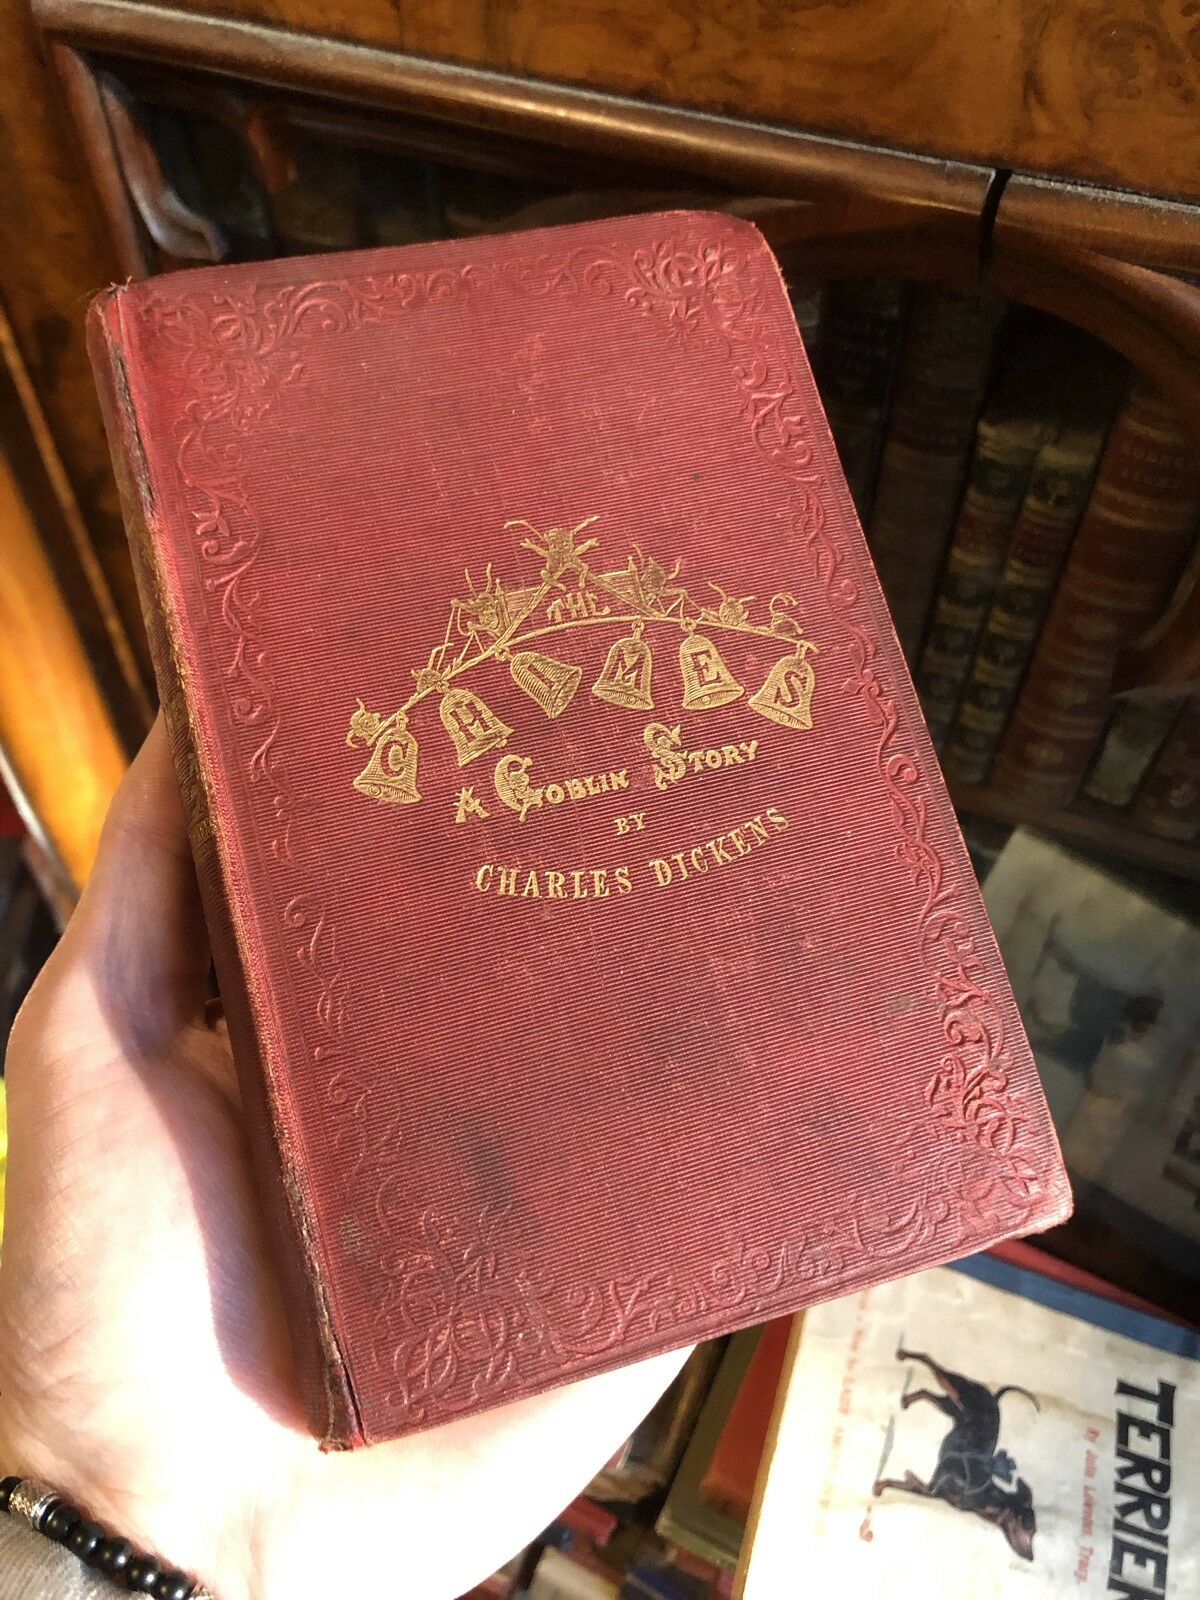 THE
CHIMES
A GOBLIN STORY
BY
CHARLES DICKENS
TERRIER